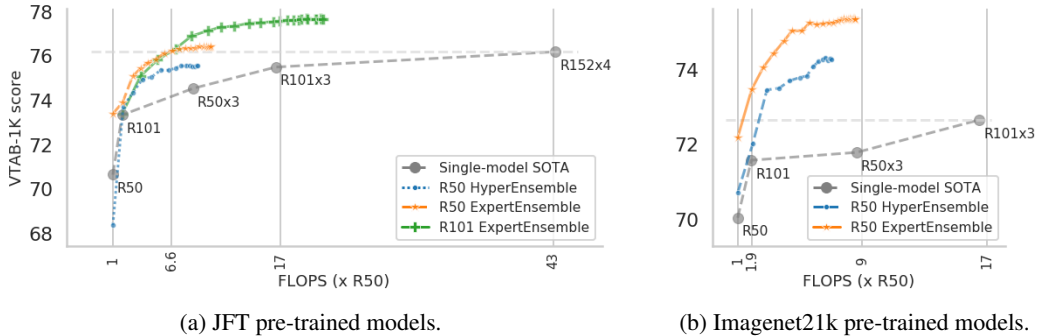 78
76
74
72
70
68
VTAB-1K score
R50
R101
R50x3
R101x3
R152x4
Single-model SOTA
R50 HyperEnsemble
R50 ExpertEnsemble
R101 ExpertEnsemble
1
6.6
17
43
FLOPS (x R50)
(a) JFT pre-trained models.
74
72
70
R50
R101
R50x3
R101x3
Single-model SOTA
R50 HyperEnsemble
R50 ExpertEnsemble
1
1.9
9
17
FLOPS (x R50)
(b) Imagenet21k pre-trained models.